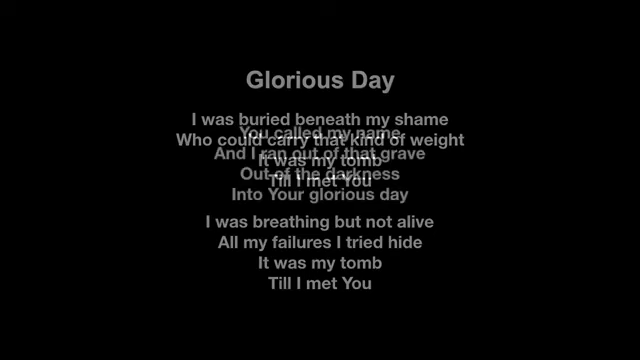 Glorious Day
I was buried beneath my shame
You called my name
Who could carry that kind of weight
And I ran out of that grave
It was my tomb
Out of the darkness
Till I met You
Into Your glorious day
I was breathing but not alive
All my failures I tried hide
It was my tomb
Till I met You